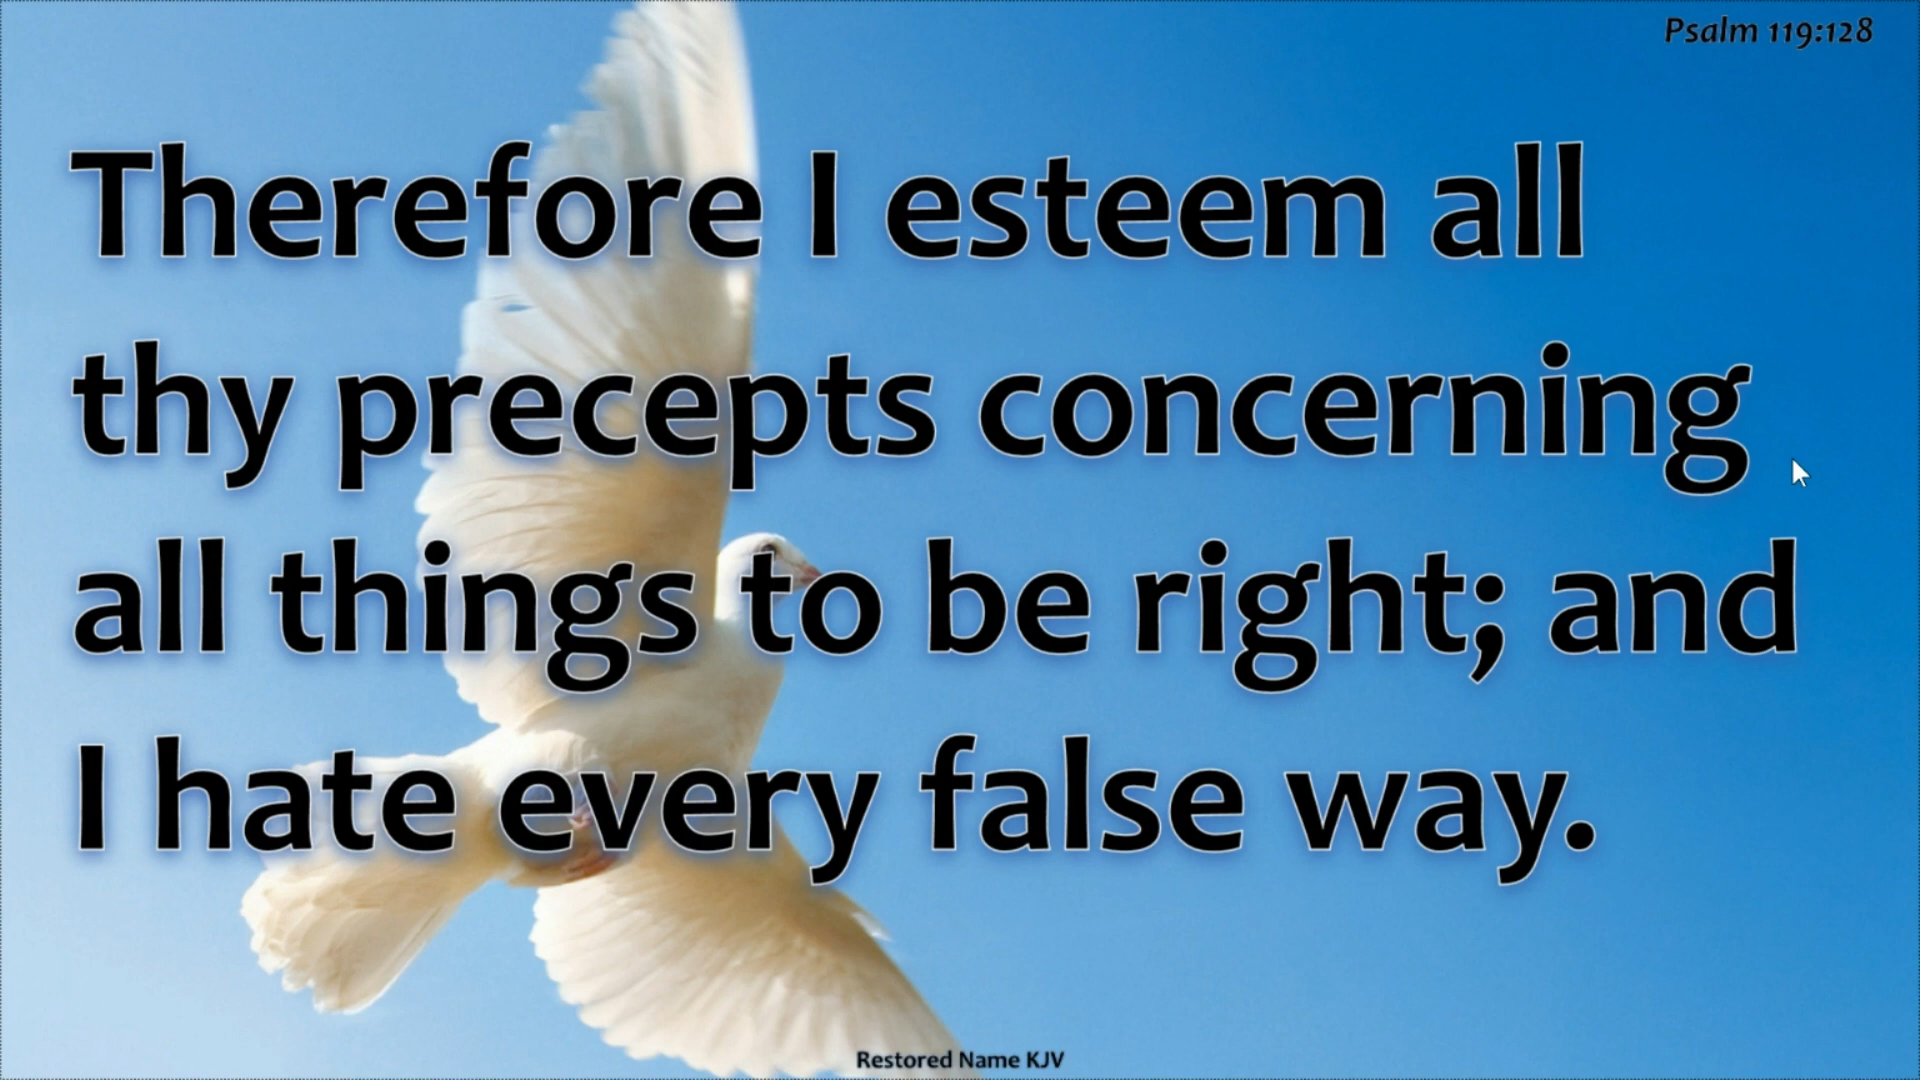 Psalm 119:128
Therefore I esteem all
thy precepts concerning
all things to be right; and
I hate every false way.
Restored Name KJV